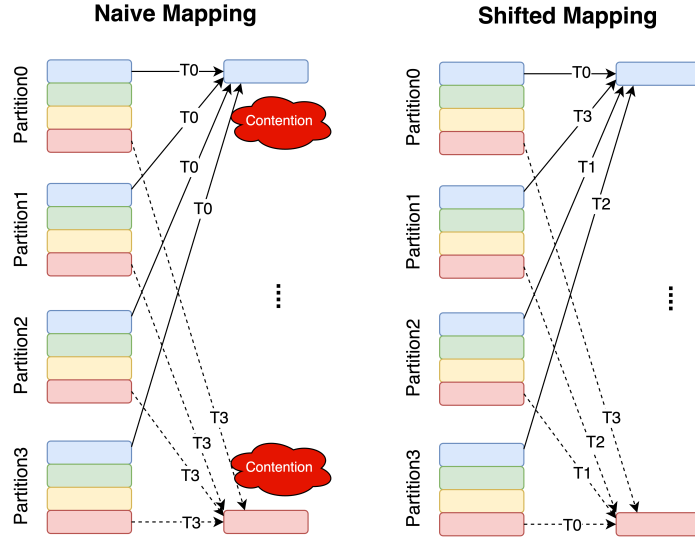 Naive Mapping
Shifted Mapping
Partition0
Partition1
Partition2
Partition3
T0
T0
T0
T0
Contention
T3
T3
T3
T3
Contention
Partition0
Partition1
Partition2
Partition3
T0
T3
T1
T2
T3
T2
T1
T0